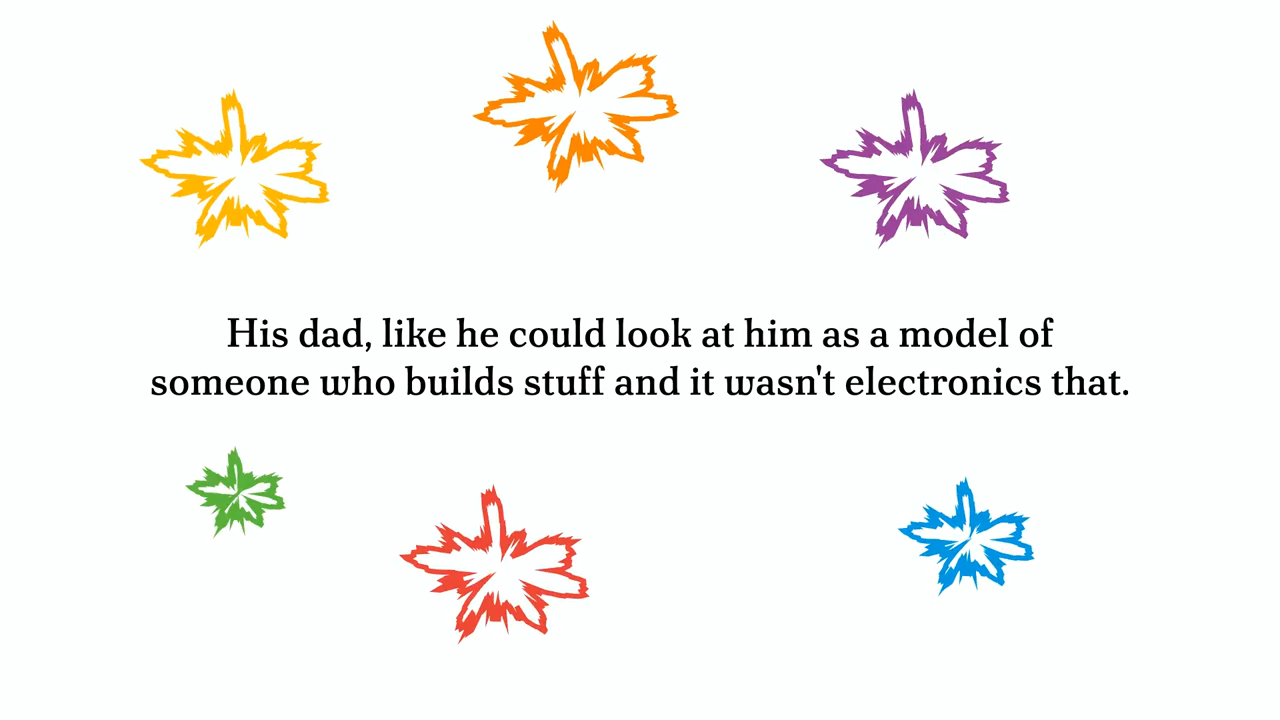 His dad, like he could look at him as a model of
someone who builds stuff and it wasn't electronics that.